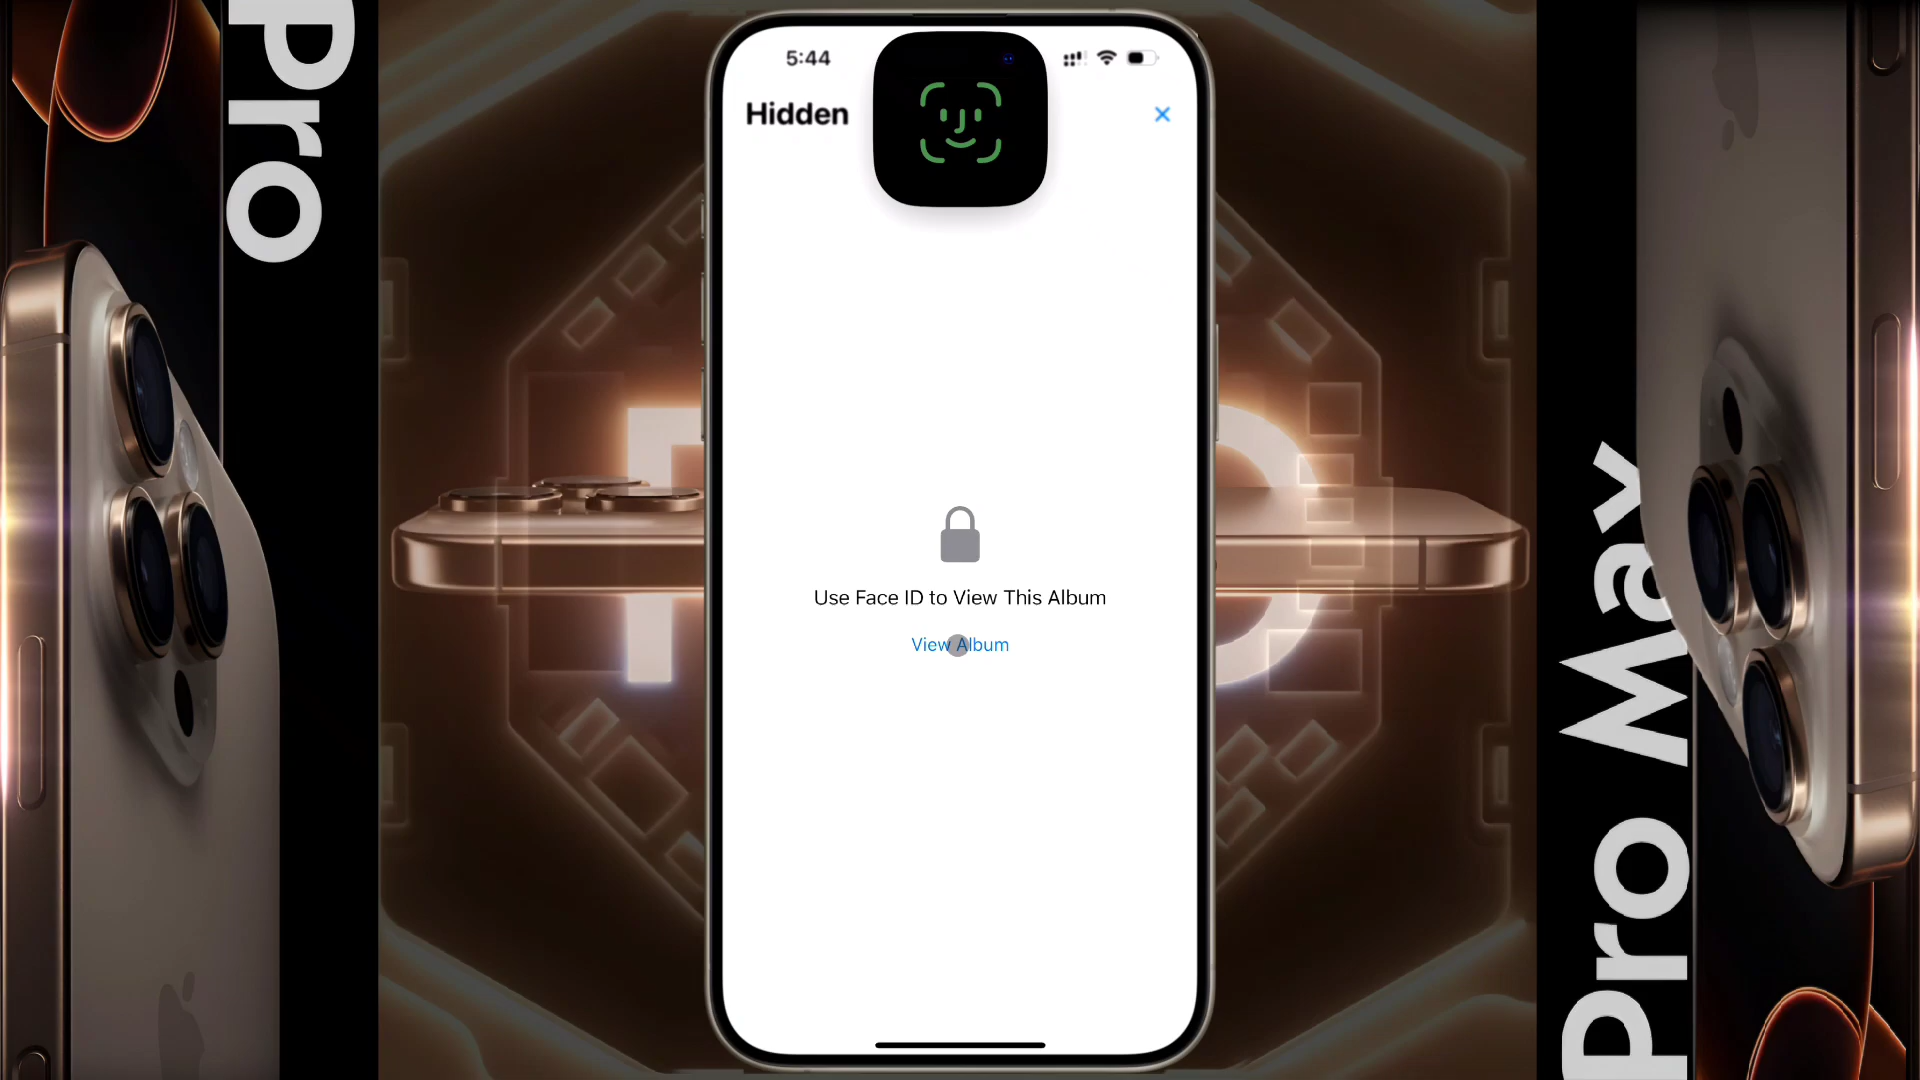 Pro
5:44
Hidden
Use Face ID to View This Album
View Album
Pro Max